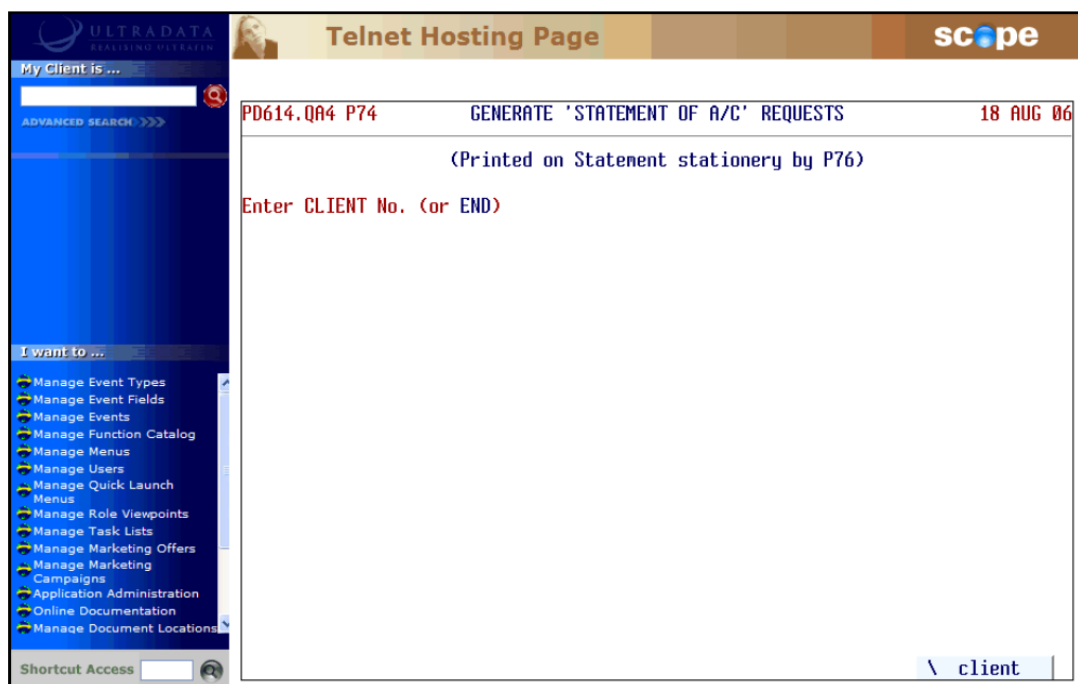 ULTRADATA
REALISING ULTRAFIN
Telnet Hosting Page
scope
My Client is ...
ADVANCED SEARCH >>>
PD614.QA4 P74 GENERATE 'STATEMENT OF A/C' REQUESTS 18 AUG 06
(Printed on Statement stationery by P76)
Enter CLIENT No. (or END)
I want to ...
Manage Event Types
Manage Event Fields
Manage Events
Manage Function Catalog
Manage Menus
Manage Users
Manage Quick Launch
Menus
Manage Role Viewpoints
Manage Task Lists
Manage Marketing Offers
Manage Marketing
Campaigns
Application Administration
Online Documentation
Manage Document Locations
Shortcut Access
\ client